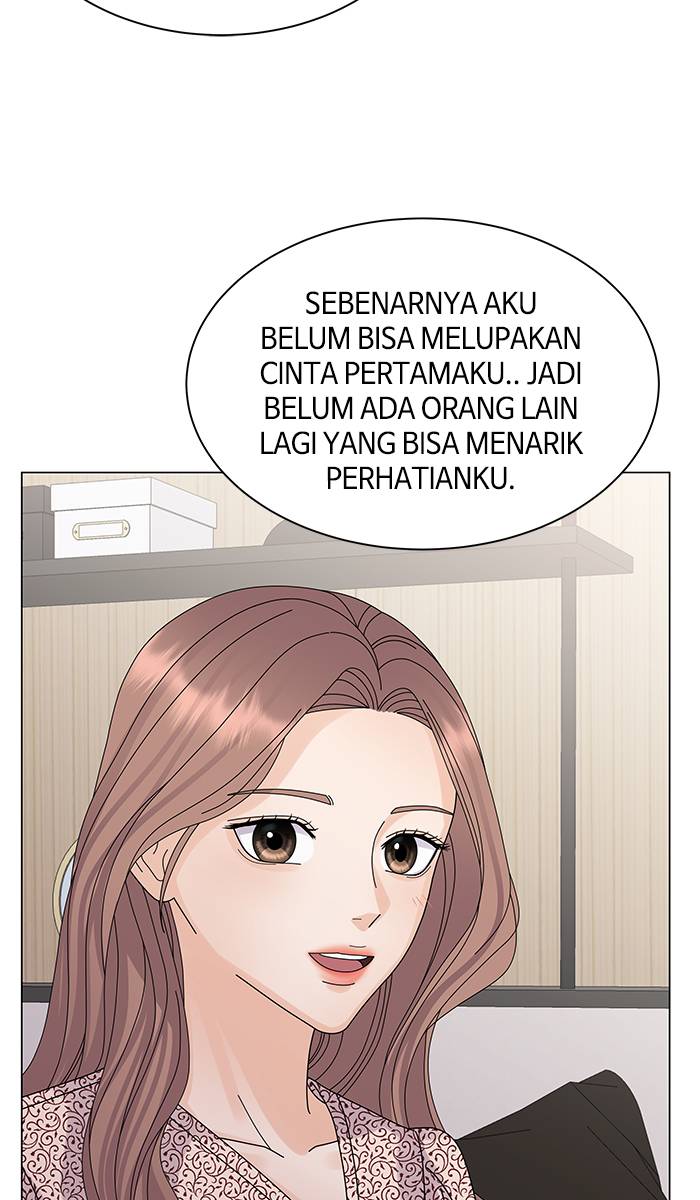 SEBENARNYA AKU
BELUM BISA MELUPAKAN
CINTA PERTAMAKU.. JADI
BELUM ADA ORANG LAIN
LAGI YANG BISA MENARIK
PERHATIANKU.